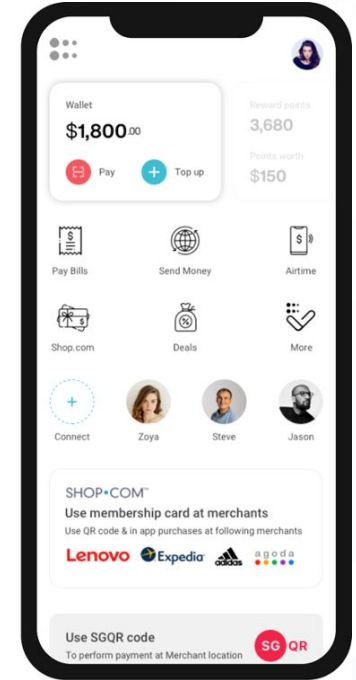 Wallet
$1,800.00
Pay
Top up
Reward points
3,680
Points worth
$150
Pay Bills
Send Money
Airtime
Shop.com
Deals
More
Connect
Zoya
Steve
Jason
SHOP•COM™
Use membership card at merchants
Use QR code & in app purchases at following merchants
Lenovo Expedia adidas agoda
Use SGQR code
To perform payment at Merchant location
SG QR